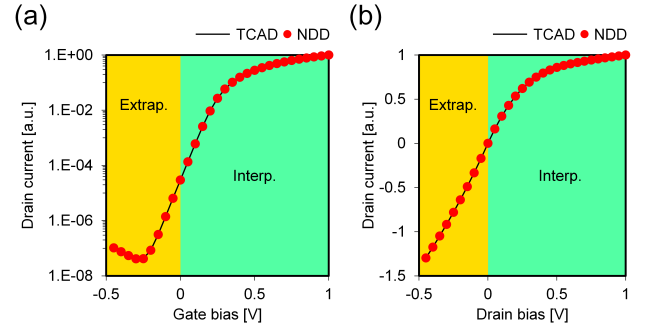 (a)
TCAD NDD
1.E+00
1.E-02
1.E-04
1.E-06
1.E-08
Drain current [a.u.]
Extrap.
Interp.
-0.5 0 0.5 1
Gate bias [V]
(b)
TCAD NDD
1
0.5
0
-0.5
-1
-1.5
Drain current [a.u.]
Extrap.
Interp.
-0.5 0 0.5 1
Drain bias [V]